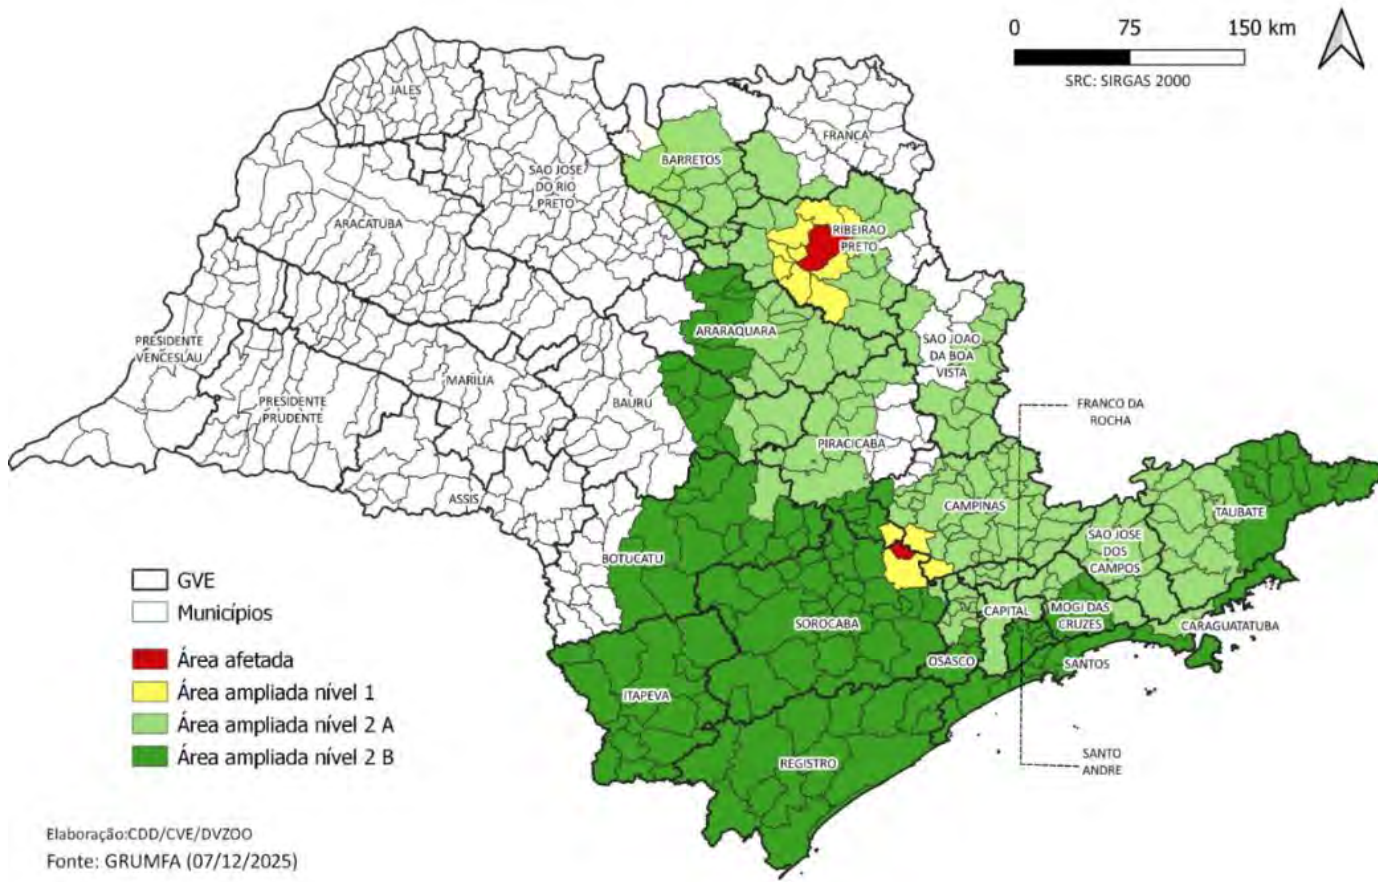 0 75 150 km
SRC: SIRGAS 2000
JALES
FRANCA
BARRETOS
SAO JOSE
DO RIO
PRETO
ARACATUBA
RIBEIRAO
PRETO
ARARAQUARA
SAO JOAO
DA BOA
VISTA
PRESIDENTE
VENCESLAU
MARILIA
PRESIDENTE
PRUDENTE
BAURU
FRANCO DA
ROCHA
PIRACICABA
ASSIS
CAMPINAS
TAUBATE
SAO JOSE
DOS
CAMPOS
BOTUCATU
CAPITAL
MOGI DAS
CRUZES
SOROCABA
CARAGUATATUBA
OSASCO
SANTOS
ITAPEVA
REGISTRO
SANTO
ANDRE
GVE
Municípios
Área afetada
Área ampliada nível 1
Área ampliada nível 2 A
Área ampliada nível 2 B
Elaboração:CDD/CVE/DVZOO
Fonte: GRUMFA (07/12/2025)